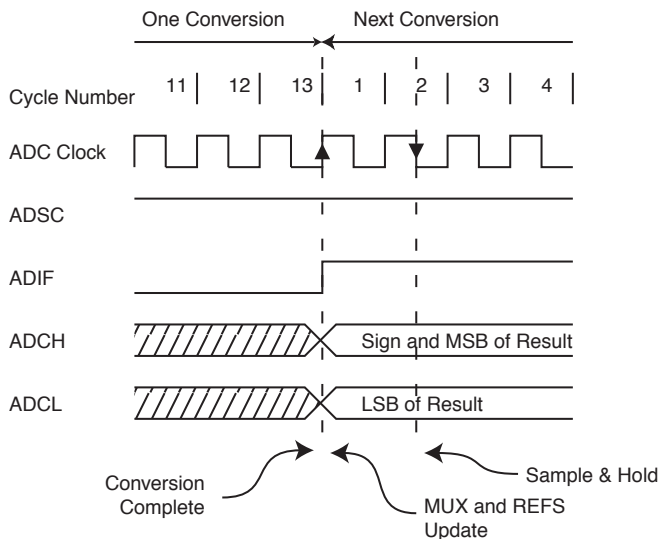 One Conversion Next Conversion
Cycle Number 11 12 13 1 2 3 4
ADC Clock
ADSC
ADIF
ADCH Sign and MSB of Result
ADCL LSB of Result
Conversion
Complete
MUX and REFS
Update
Sample & Hold